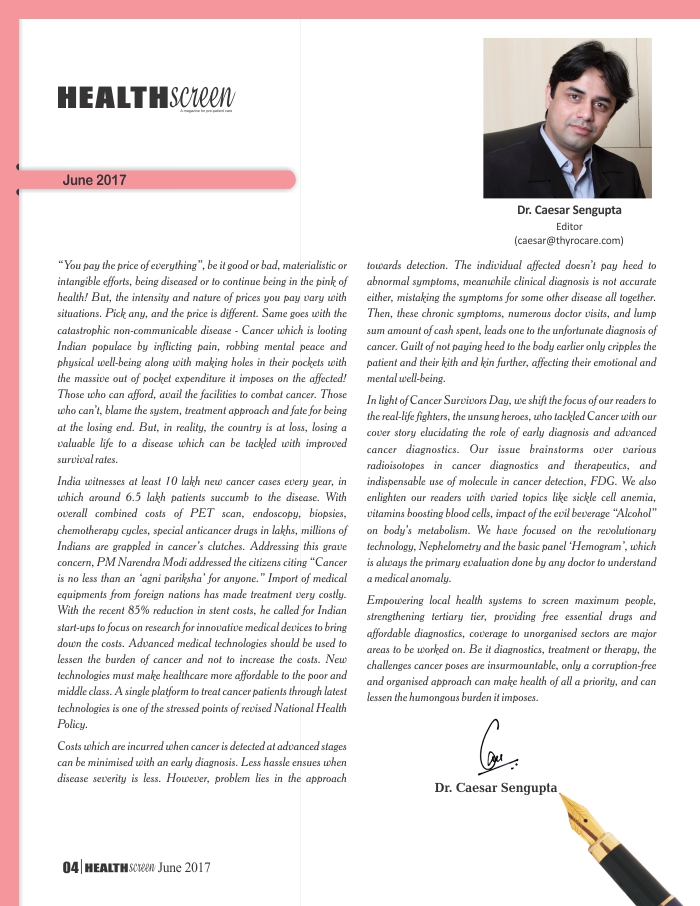 HEALTHscreen
A magazine for pre-patient care
June 2017
Dr. Caesar Sengupta
Editor
(caesar@thyrocare.com)
“You pay the price of everything”, be it good or bad, materialistic or
intangible efforts, being diseased or to continue being in the pink of
health! But, the intensity and nature of prices you pay vary with
situations. Pick any, and the price is different. Same goes with the
catastrophic non-communicable disease - Cancer which is looting
Indian populace by inflicting pain, robbing mental peace and
physical well-being along with making holes in their pockets with
the massive out of pocket expenditure it imposes on the affected!
Those who can afford, avail the facilities to combat cancer. Those
who can’t, blame the system, treatment approach and fate for being
at the losing end. But, in reality, the country is at loss, losing a
valuable life to a disease which can be tackled with improved
survival rates.
India witnesses at least 10 lakh new cancer cases every year, in
which around 6.5 lakh patients succumb to the disease. With
overall combined costs of PET scan, endoscopy, biopsies,
chemotherapy cycles, special anticancer drugs in lakhs, millions of
Indians are grappled in cancer’s clutches. Addressing this grave
concern, PM Narendra Modi addressed the citizens citing “Cancer
is no less than an ‘agni pariksha’ for anyone.” Import of medical
equipments from foreign nations has made treatment very costly.
With the recent 85% reduction in stent costs, he called for Indian
start-ups to focus on research for innovative medical devices to bring
down the costs. Advanced medical technologies should be used to
lessen the burden of cancer and not to increase the costs. New
technologies must make healthcare more affordable to the poor and
middle class. A single platform to treat cancer patients through latest
technologies is one of the stressed points of revised National Health
Policy.
Costs which are incurred when cancer is detected at advanced stages
can be minimised with an early diagnosis. Less hassle ensues when
disease severity is less. However, problem lies in the approach
towards detection. The individual affected doesn’t pay heed to
abnormal symptoms, meanwhile clinical diagnosis is not accurate
either, mistaking the symptoms for some other disease all together.
Then, these chronic symptoms, numerous doctor visits, and lump
sum amount of cash spent, leads one to the unfortunate diagnosis of
cancer. Guilt of not paying heed to the body earlier only cripples the
patient and their kith and kin further, affecting their emotional and
mental well-being.
In light of Cancer Survivors Day, we shift the focus of our readers to
the real-life fighters, the unsung heroes, who tackled Cancer with our
cover story elucidating the role of early diagnosis and advanced
cancer diagnostics. Our issue brainstorms over various
radioisotopes in cancer diagnostics and therapeutics, and
indispensable use of molecule in cancer detection, FDG. We also
enlighten our readers with varied topics like sickle cell anemia,
vitamins boosting blood cells, impact of the evil beverage “Alcohol”
on body’s metabolism. We have focused on the revolutionary
technology, Nephelometry and the basic panel ‘Hemogram’, which
is always the primary evaluation done by any doctor to understand
a medical anomaly.
Empowering local health systems to screen maximum people,
strengthening tertiary tier, providing free essential drugs and
affordable diagnostics, coverage to unorganised sectors are major
areas to be worked on. Be it diagnostics, treatment or therapy, the
challenges cancer poses are insurmountable, only a corruption-free
and organised approach can make health of all a priority, and can
lessen the humongous burden it imposes.
Dr. Caesar Sengupta
04 HEALTHscreen June 2017